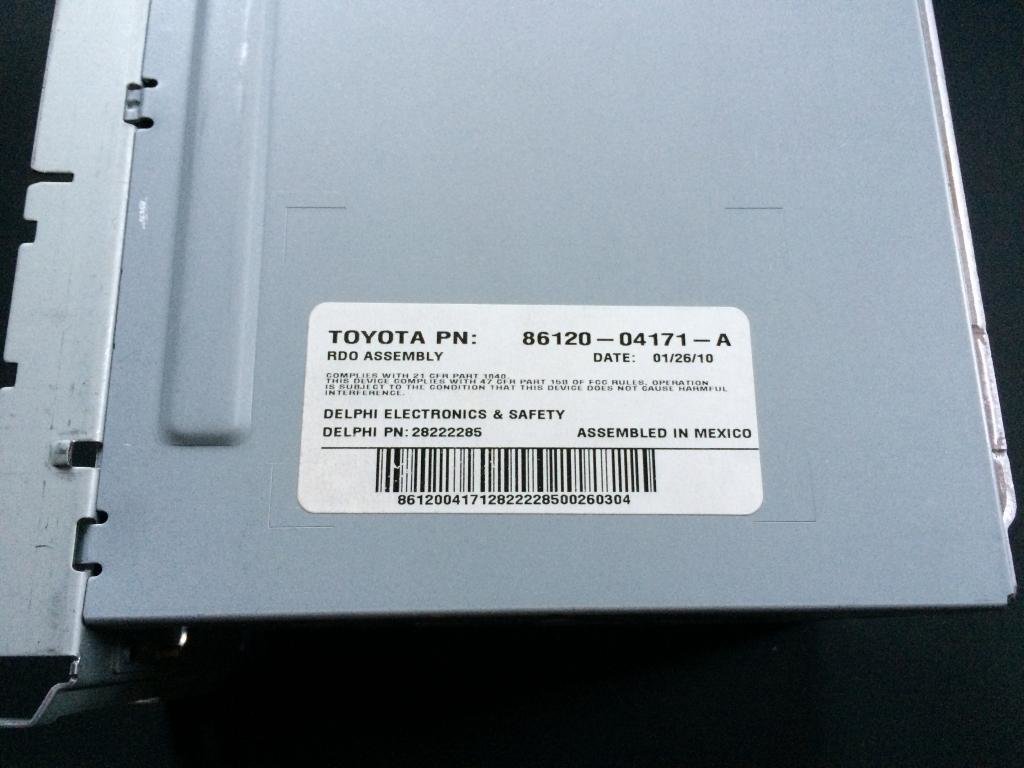 TOYOTA PN: 86120-04171-A
RDO ASSEMBLY DATE: 01/26/10
COMPLIES WITH 21 CFR PART 1040.
THIS DEVICE COMPLIES WITH 47 CFR PART 15B OF FCC RULES, OPERATION
IS SUBJECT TO THE CONDITION THAT THIS DEVICE DOES NOT CAUSE HARMFUL
INTERFERENCE.
DELPHI ELECTRONICS & SAFETY
DELPHI PN: 28222285 ASSEMBLED IN MEXICO
86120041712822228500260304